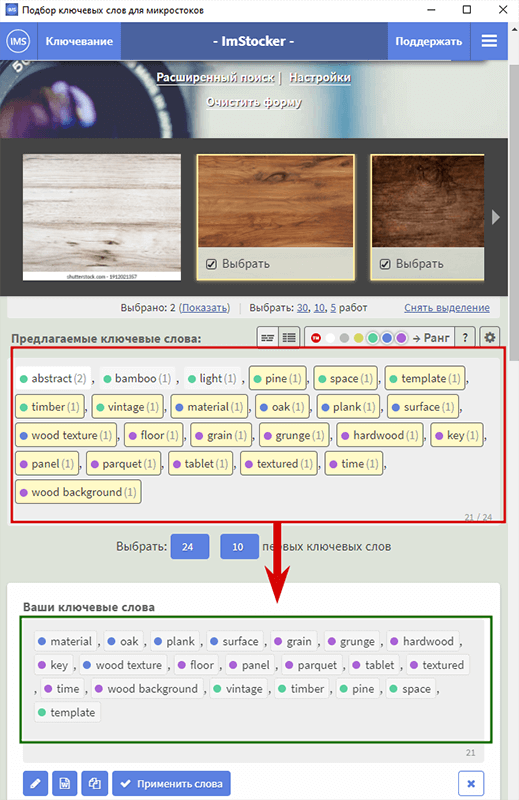 IMS Подбор ключевых слов для микростоков
IMS Ключевание - ImStocker - Поддержать
Расширенный поиск | Настройки
Очистить форму
shutterstock.com · 1912021357
Выбрать Выбрать
Выбрано: 2 (Показать) | Выбрать: 30, 10, 5 работ Снять выделение
Предлагаемые ключевые слова: TM → Ранг ?
abstract (2) , bamboo (1) , light (1) , pine (1) , space (1) , template (1) ,
timber (1) , vintage (1) , material (1) , oak (1) , plank (1) , surface (1) ,
wood texture (1) , floor (1) , grain (1) , grunge (1) , hardwood (1) , key (1) ,
panel (1) , parquet (1) , tablet (1) , textured (1) , time (1) ,
wood background (1)
21 / 24
Выбрать: 24 10 первых ключевых слов
Ваши ключевые слова
material , oak , plank , surface , grain , grunge , hardwood ,
key , wood texture , floor , panel , parquet , tablet , textured
, time , wood background , vintage , timber , pine , space ,
template
21
Применить слова